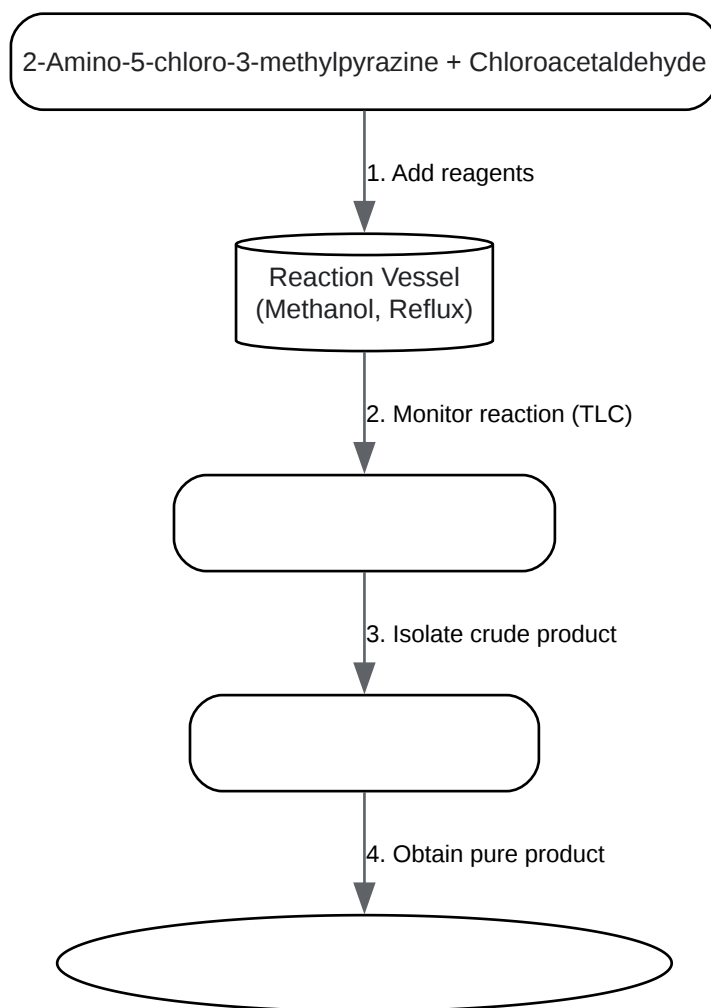 2-Amino-5-chloro-3-methylpyrazine + Chloroacetaldehyde
1. Add reagents
Reaction Vessel
(Methanol, Reflux)
2. Monitor reaction (TLC)
3. Isolate crude product
4. Obtain pure product